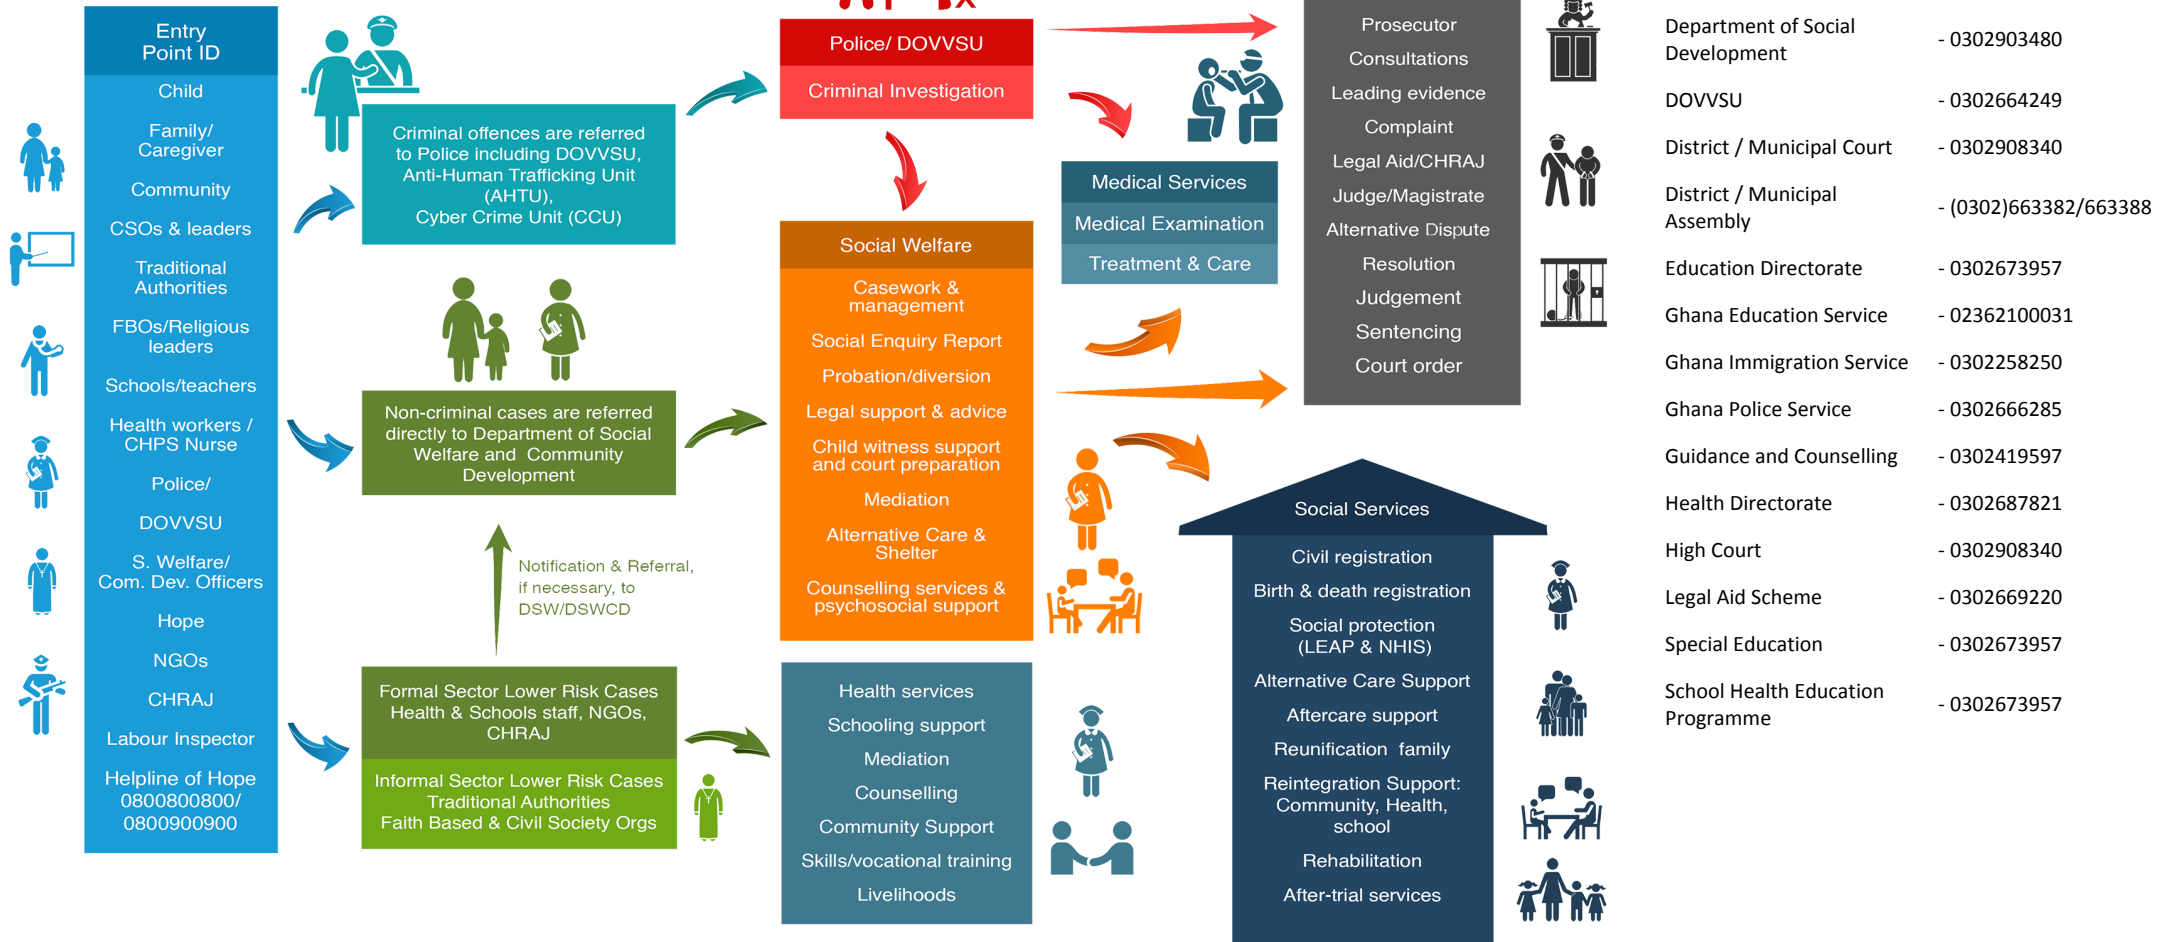 Entry
Point ID
Child
Family/
Caregiver
Community
CSOs & leaders
Traditional
Authorities
FBOs/Religious
leaders
Schools/teachers
Health workers /
CHPS Nurse
Police/
DOVVSU
S. Welfare/
Com. Dev. Officers
Hope
NGOs
CHRAJ
Labour Inspector
Helpline of Hope
0800800800/
0800900900
Criminal offences are referred
to Police including DOVVSU,
Anti-Human Trafficking Unit
(AHTU),
Cyber Crime Unit (CCU)
Non-criminal cases are referred
directly to Department of Social
Welfare and Community
Development
Notification & Referral,
if necessary, to
DSW/DSWCD
Formal Sector Lower Risk Cases
Health & Schools staff, NGOs,
CHRAJ
Informal Sector Lower Risk Cases
Traditional Authorities
Faith Based & Civil Society Orgs
Police/ DOVVSU
Criminal Investigation
Social Welfare
Casework &
management
Social Enquiry Report
Probation/diversion
Legal support & advice
Child witness support
and court preparation
Mediation
Alternative Care &
Shelter
Counselling services &
psychosocial support
Health services
Schooling support
Mediation
Counselling
Community Support
Skills/vocational training
Livelihoods
Medical Services
Medical Examination
Treatment & Care
Prosecutor
Consultations
Leading evidence
Complaint
Legal Aid/CHRAJ
Judge/Magistrate
Alternative Dispute
Resolution
Judgement
Sentencing
Court order
Social Services
Civil registration
Birth & death registration
Social protection
(LEAP & NHIS)
Alternative Care Support
Aftercare support
Reunification family
Reintegration Support:
Community, Health,
school
Rehabilitation
After-trial services
Department of Social
Development - 0302903480
DOVVSU - 0302664249
District / Municipal Court - 0302908340
District / Municipal
Assembly - (0302)663382/663388
Education Directorate - 0302673957
Ghana Education Service - 02362100031
Ghana Immigration Service - 0302258250
Ghana Police Service - 0302666285
Guidance and Counselling - 0302419597
Health Directorate - 0302687821
High Court - 0302908340
Legal Aid Scheme - 0302669220
Special Education - 0302673957
School Health Education
Programme - 0302673957